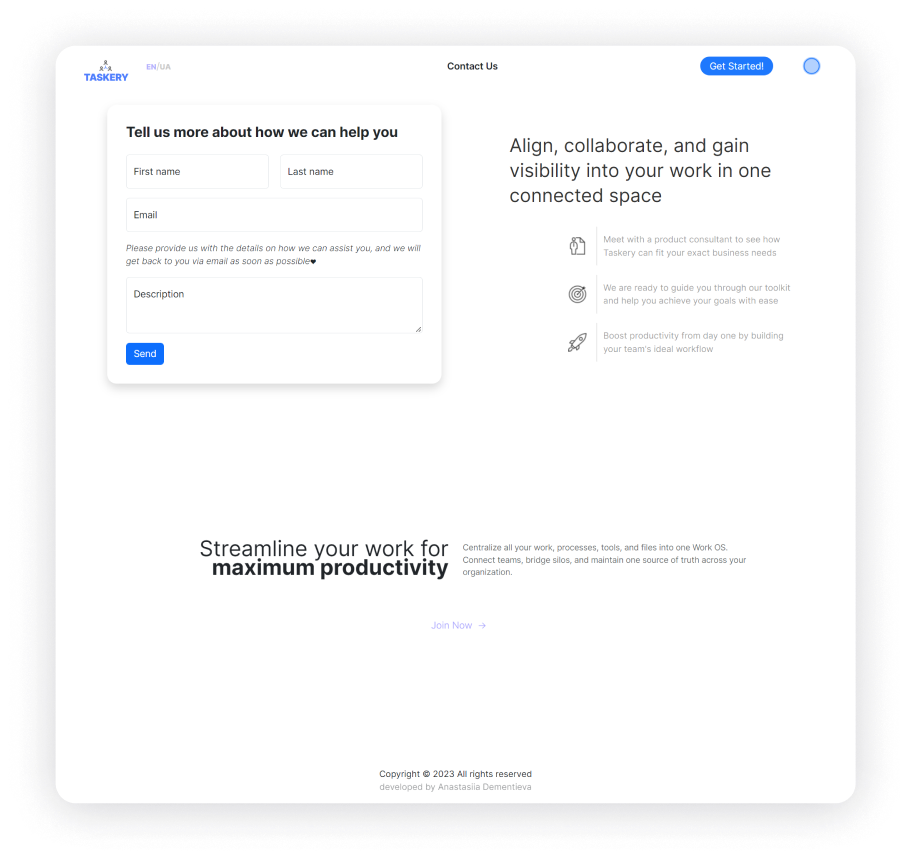 TASKERY
EN/UA
Contact Us
Get Started!
Tell us more about how we can help you
First name
Last name
Email
Please provide us with the details on how we can assist you, and we will
get back to you via email as soon as possible🖤
Description
Send
Align, collaborate, and gain
visibility into your work in one
connected space
Meet with a product consultant to see how
Taskery can fit your exact business needs
We are ready to guide you through our toolkit
and help you achieve your goals with ease
Boost productivity from day one by building
your team's ideal workflow
Streamline your work for
maximum productivity
Centralize all your work, processes, tools, and files into one Work OS.
Connect teams, bridge silos, and maintain one source of truth across your
organization.
Join Now →
Copyright © 2023 All rights reserved
developed by Anastasiia Dementieva